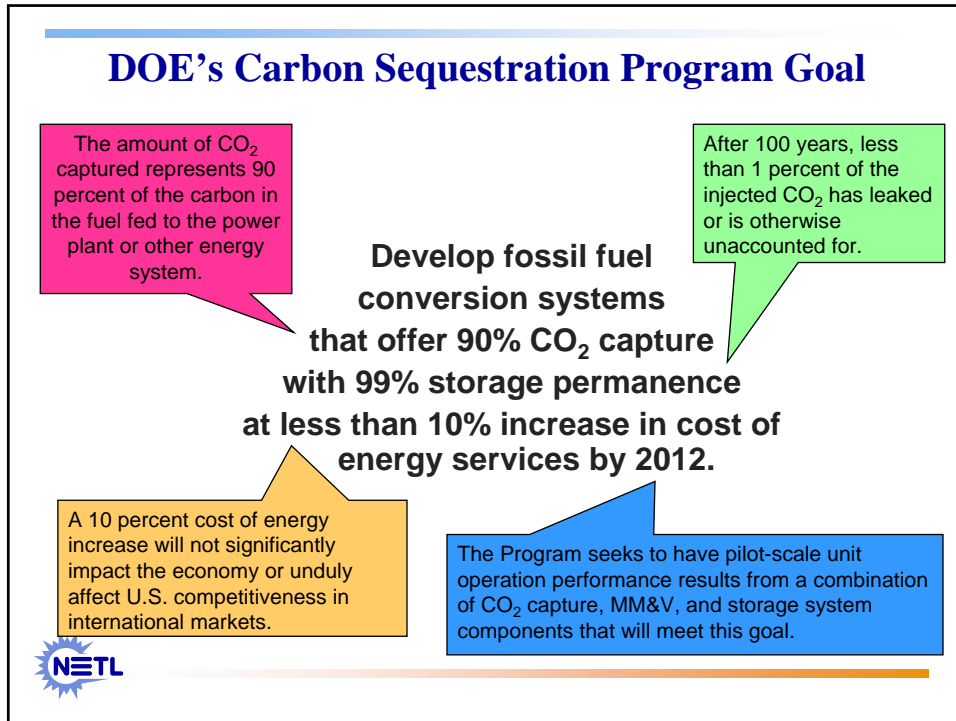 DOE's Carbon Sequestration Program Goal
The amount of CO₂
captured represents 90
percent of the carbon in
the fuel fed to the power
plant or other energy
system.
After 100 years, less
than 1 percent of the
injected CO₂ has leaked
or is otherwise
unaccounted for.
Develop fossil fuel
conversion systems
that offer 90% CO₂ capture
with 99% storage permanence
at less than 10% increase in cost of
energy services by 2012.
A 10 percent cost of energy
increase will not significantly
impact the economy or unduly
affect U.S. competitiveness in
international markets.
The Program seeks to have pilot-scale unit
operation performance results from a combination
of CO₂ capture, MM&V, and storage system
components that will meet this goal.
NETL